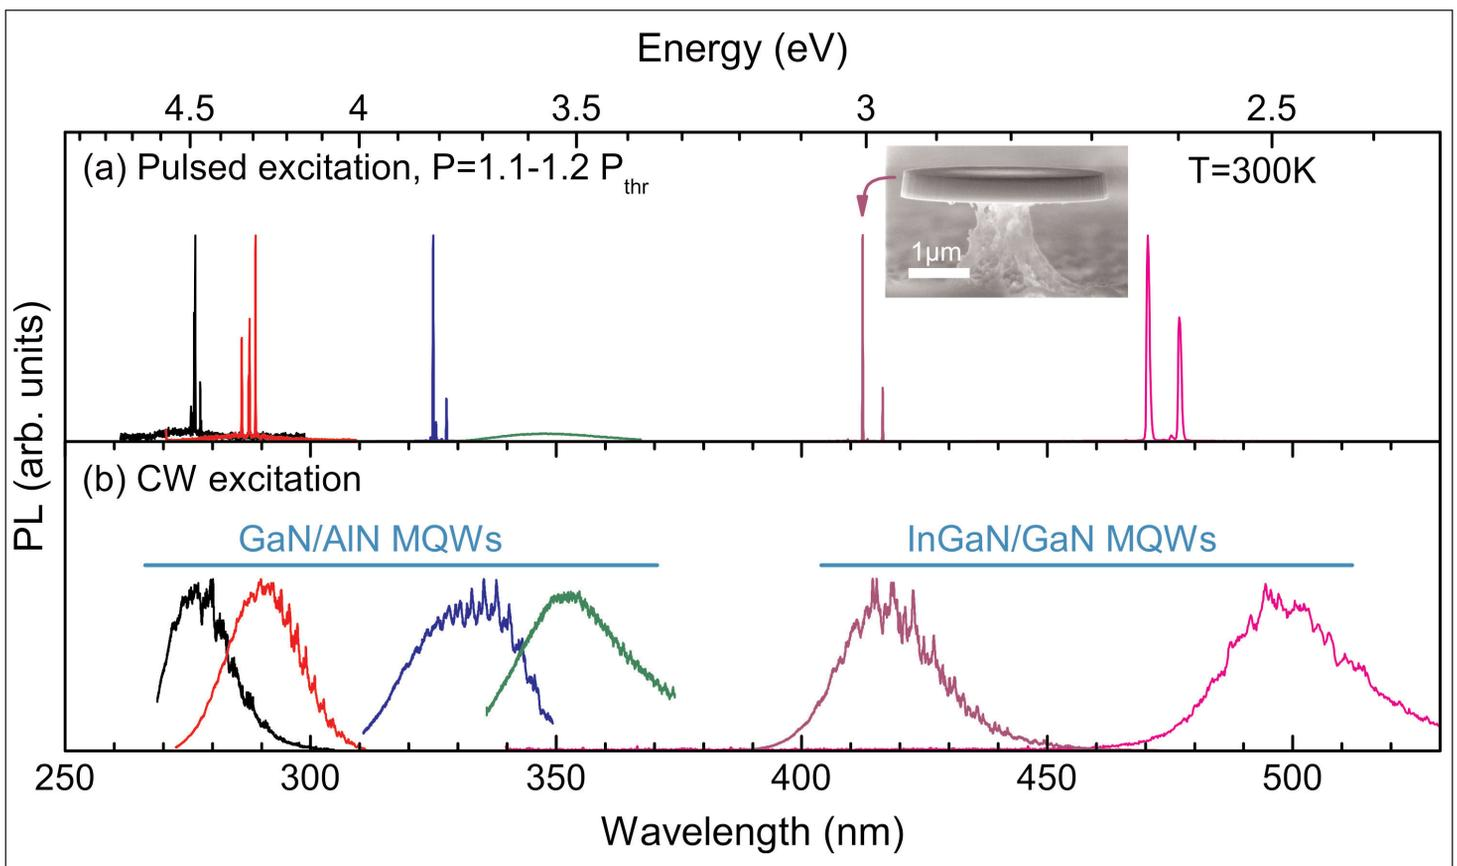 Energy (eV)
4.5 4 3.5 3 2.5
(a) Pulsed excitation, P=1.1-1.2 Pthr
T=300K
1µm
PL (arb. units)
(b) CW excitation
GaN/AlN MQWs
InGaN/GaN MQWs
250 300 350 400 450 500
Wavelength (nm)